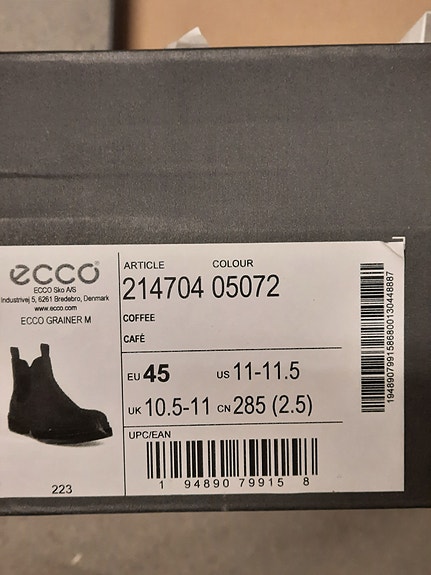 ecco
ECCO Sko A/S
Industrivej 5, 6261 Bredebro, Denmark
www.ecco.com
ECCO GRAINER M
223
ARTICLE COLOUR
214704 05072
COFFEE
CAFÉ
EU 45 US 11-11.5
UK 10.5-11 CN 285 (2.5)
UPC/EAN
1 94890 79915 8
1948907991586800130448887